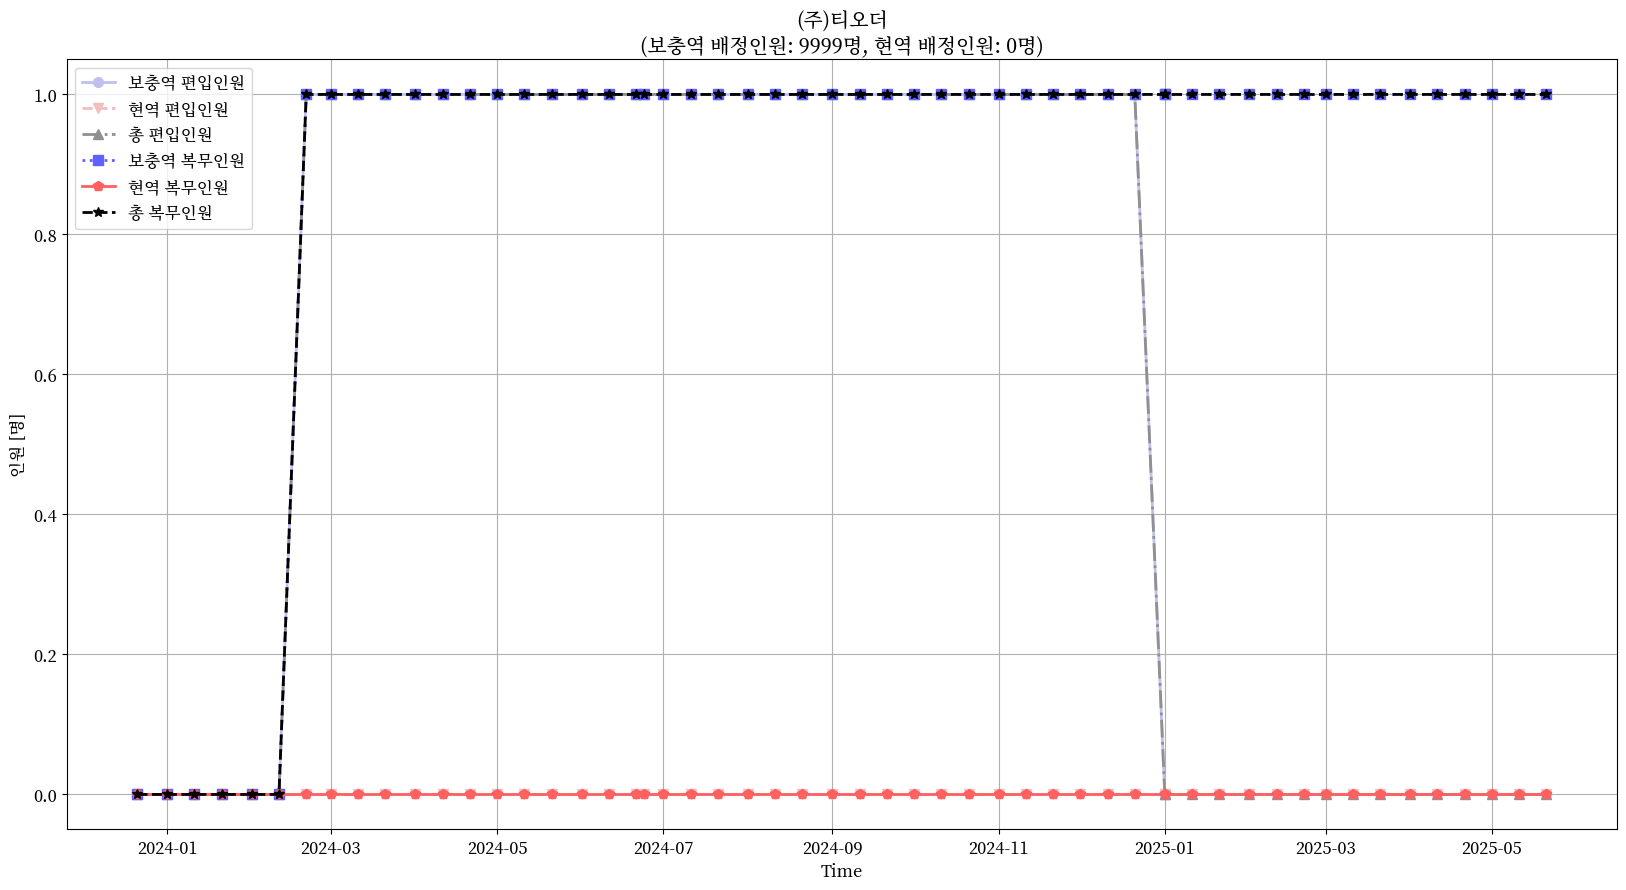 (주)티오더
(보충역 배정인원: 9999명, 현역 배정인원: 0명)
보충역 편입인원
현역 편입인원
총 편입인원
보충역 복무인원
현역 복무인원
총 복무인원
인원 [명]
1.0
0.8
0.6
0.4
0.2
0.0
2024-01
2024-03
2024-05
2024-07
2024-09
2024-11
2025-01
2025-03
2025-05
Time